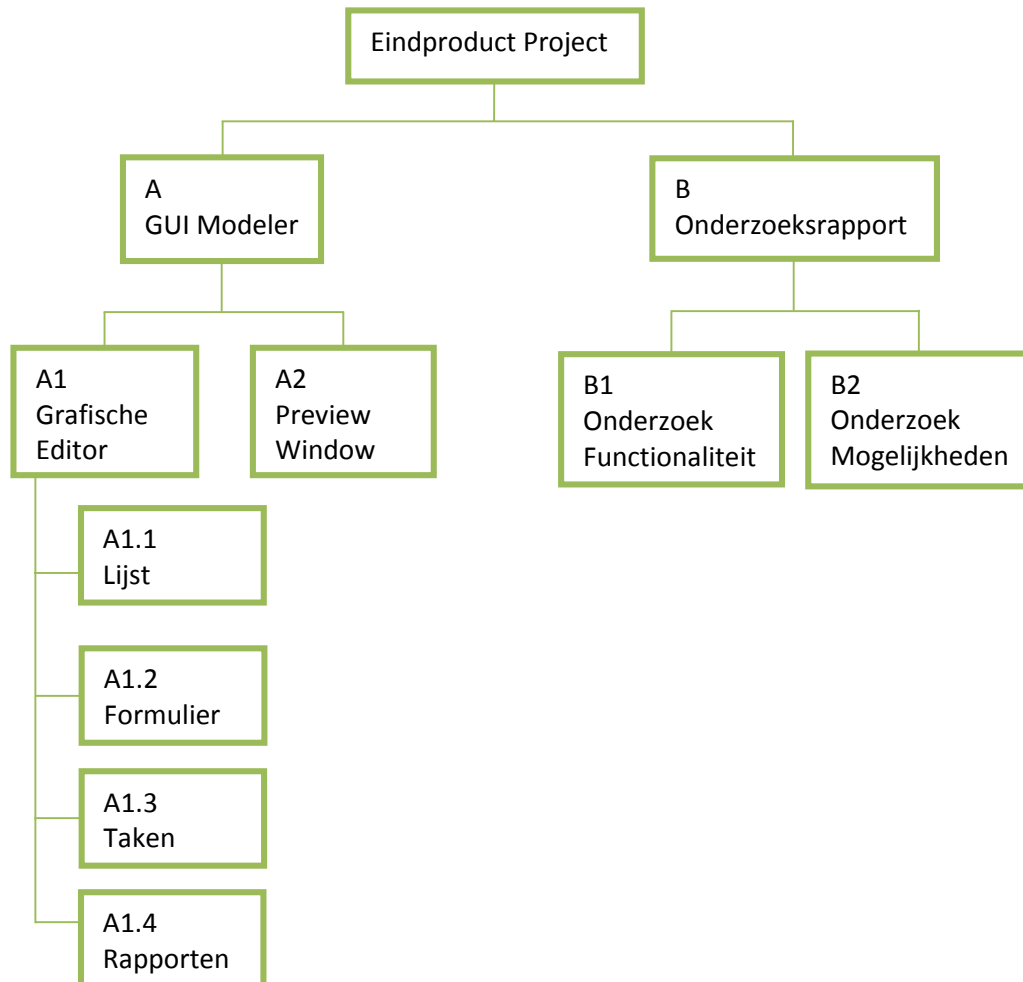 Eindproduct Project
A
GUI Modeler
B
Onderzoeksrapport
A1
Grafische
Editor
A2
Preview
Window
B1
Onderzoek
Functionaliteit
B2
Onderzoek
Mogelijkheden
A1.1
Lijst
A1.2
Formulier
A1.3
Taken
A1.4
Rapporten